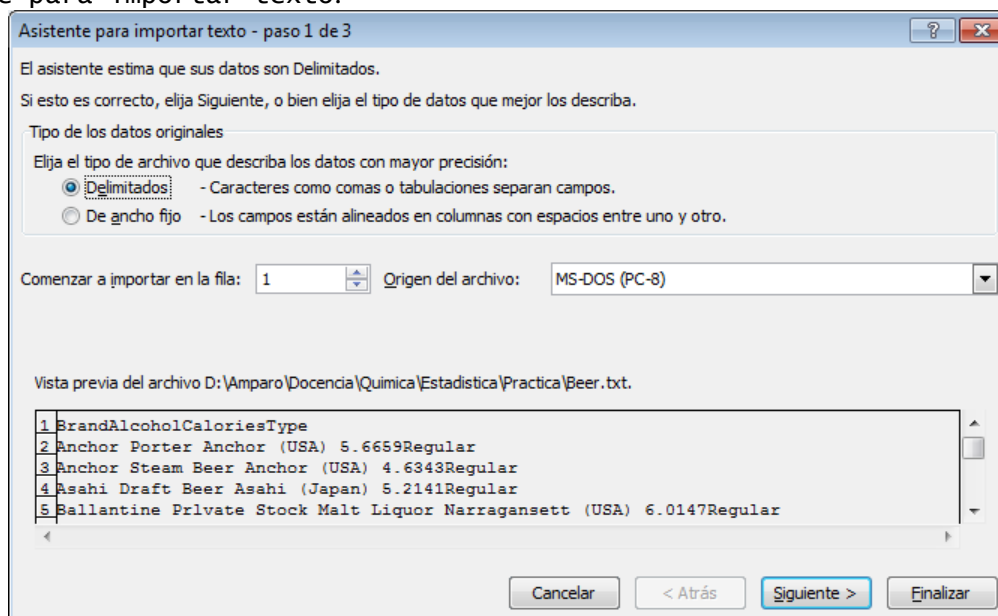 para importar texto.
Asistente para importar texto - paso 1 de 3
El asistente estima que sus datos son Delimitados.
Si esto es correcto, elija Siguiente, o bien elija el tipo de datos que mejor los describa.
Tipo de los datos originales
Elija el tipo de archivo que describa los datos con mayor precisión:
Delimitados - Caracteres como comas o tabulaciones separan campos.
De ancho fijo - Los campos están alineados en columnas con espacios entre uno y otro.
Comenzar a importar en la fila: 1 Origen del archivo: MS-DOS (PC-8)
Vista previa del archivo D:\Amparo\Docencia\Quimica\Estadistica\Practica\Beer.txt.
1 BrandAlcoholCaloriesType
2 Anchor Porter Anchor (USA) 5.6659Regular
3 Anchor Steam Beer Anchor (USA) 4.6343Regular
4 Asahi Draft Beer Asahi (Japan) 5.2141Regular
5 Ballantine Prlvate Stock Malt Liquor Narragansett (USA) 6.0147Regular
Cancelar < Atrás Siguiente > Finalizar